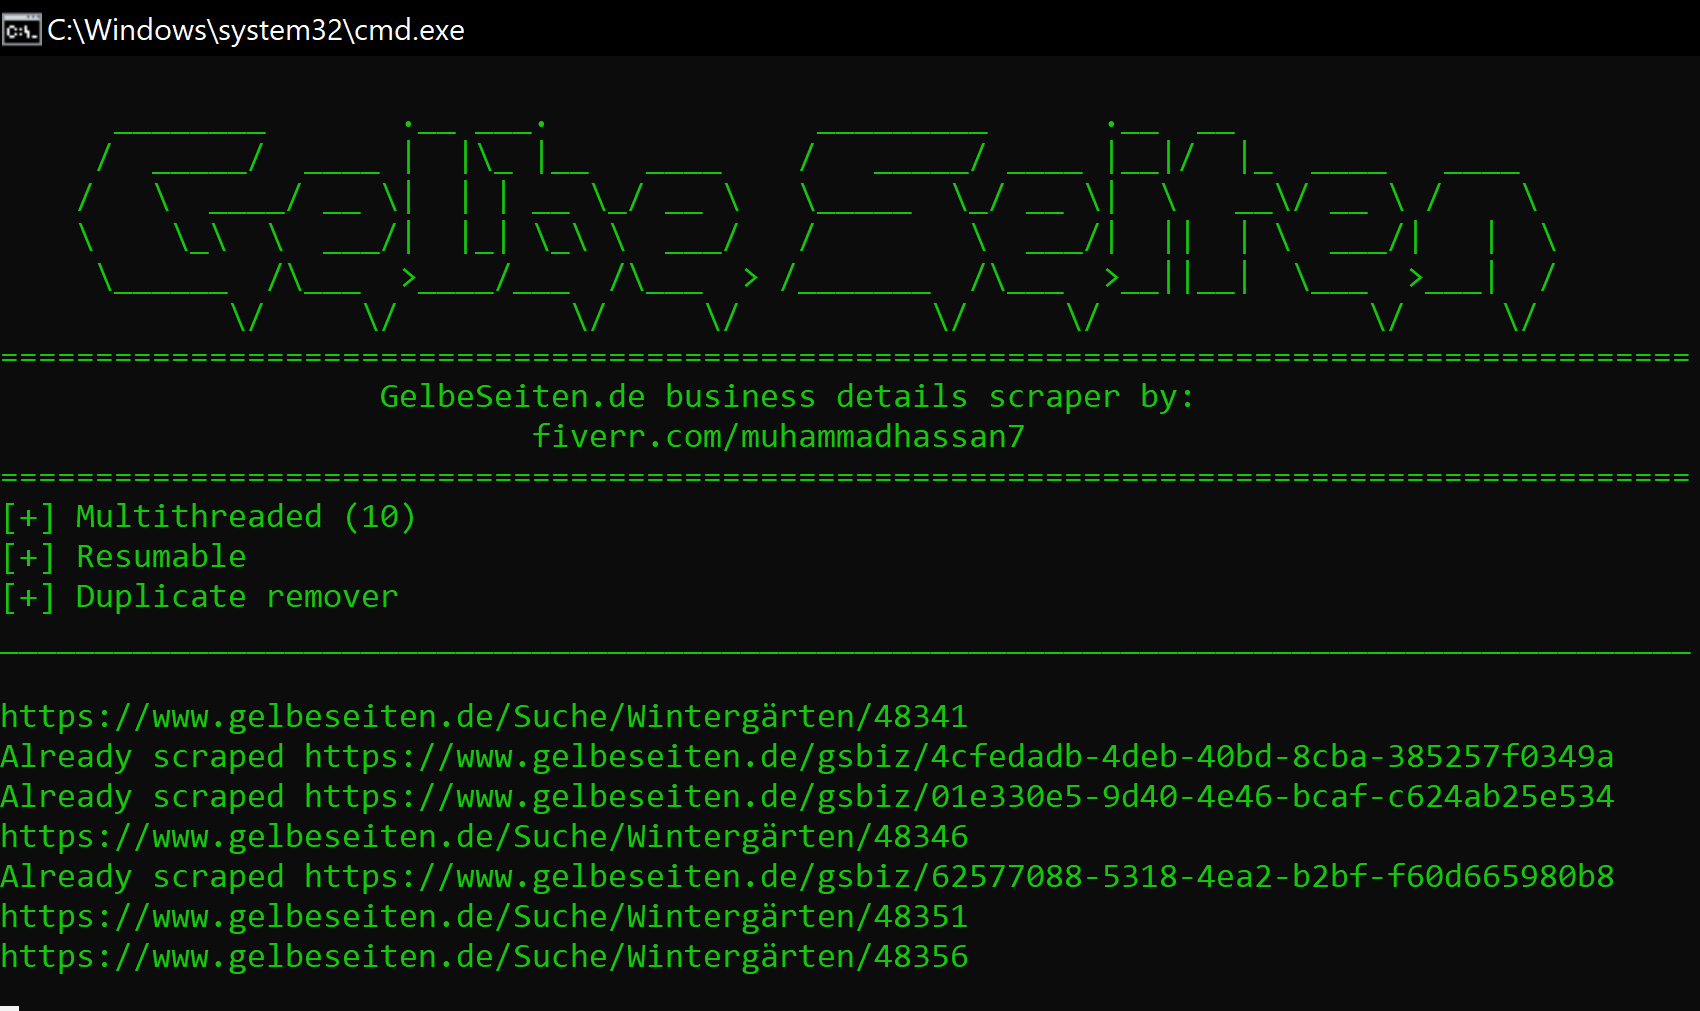 C:\Windows\system32\cmd.exe
Gelbe Seiten
================================================================================
GelbeSeiten.de business details scraper by:
fiverr.com/muhammadhassan7
================================================================================
[+] Multithreaded (10)
[+] Resumable
[+] Duplicate remover
https://www.gelbeseiten.de/Suche/Wintergärten/48341
Already scraped https://www.gelbeseiten.de/gsbiz/4cfedadb-4deb-40bd-8cba-385257f0349a
Already scraped https://www.gelbeseiten.de/gsbiz/01e330e5-9d40-4e46-bcaf-c624ab25e534
https://www.gelbeseiten.de/Suche/Wintergärten/48346
Already scraped https://www.gelbeseiten.de/gsbiz/62577088-5318-4ea2-b2bf-f60d665980b8
https://www.gelbeseiten.de/Suche/Wintergärten/48351
https://www.gelbeseiten.de/Suche/Wintergärten/48356